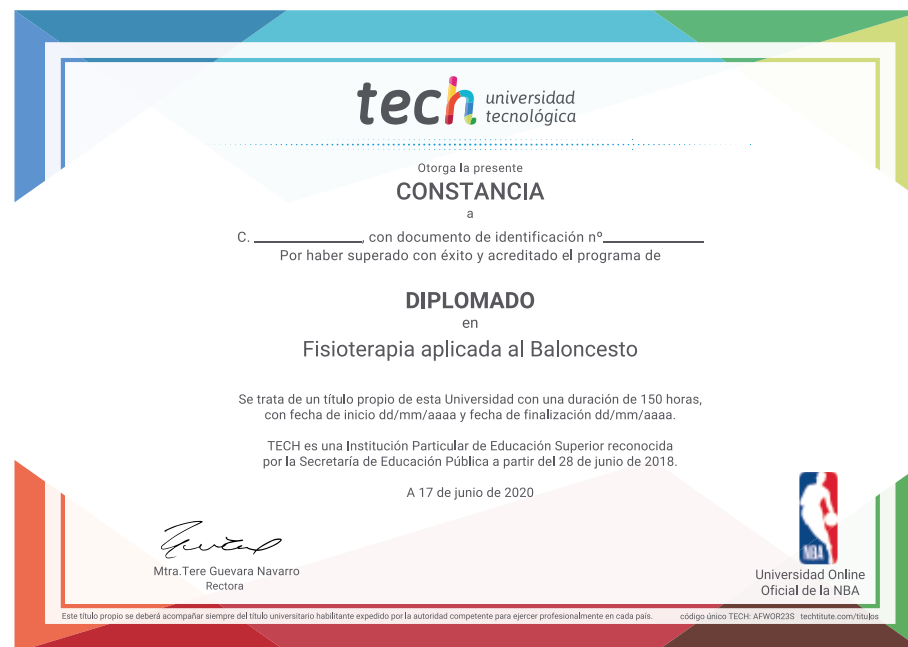 tech universidad
tecnológica
Otorga la presente
CONSTANCIA
a
C. ____________, con documento de identificación nº____________
Por haber superado con éxito y acreditado el programa de
DIPLOMADO
en
Fisioterapia aplicada al Baloncesto
Se trata de un título propio de esta Universidad con una duración de 150 horas,
con fecha de inicio dd/mm/aaaa y fecha de finalización dd/mm/aaaa.
TECH es una Institución Particular de Educación Superior reconocida
por la Secretaría de Educación Pública a partir del 28 de junio de 2018.
A 17 de junio de 2020
Mtra.Tere Guevara Navarro
Rectora
NBA
Universidad Online
Oficial de la NBA
Este título propio se deberá acompañar siempre del título universitario habilitante expedido por la autoridad competente para ejercer profesionalmente en cada país. código único TECH: AFWOR23S techtitute.com/titulos